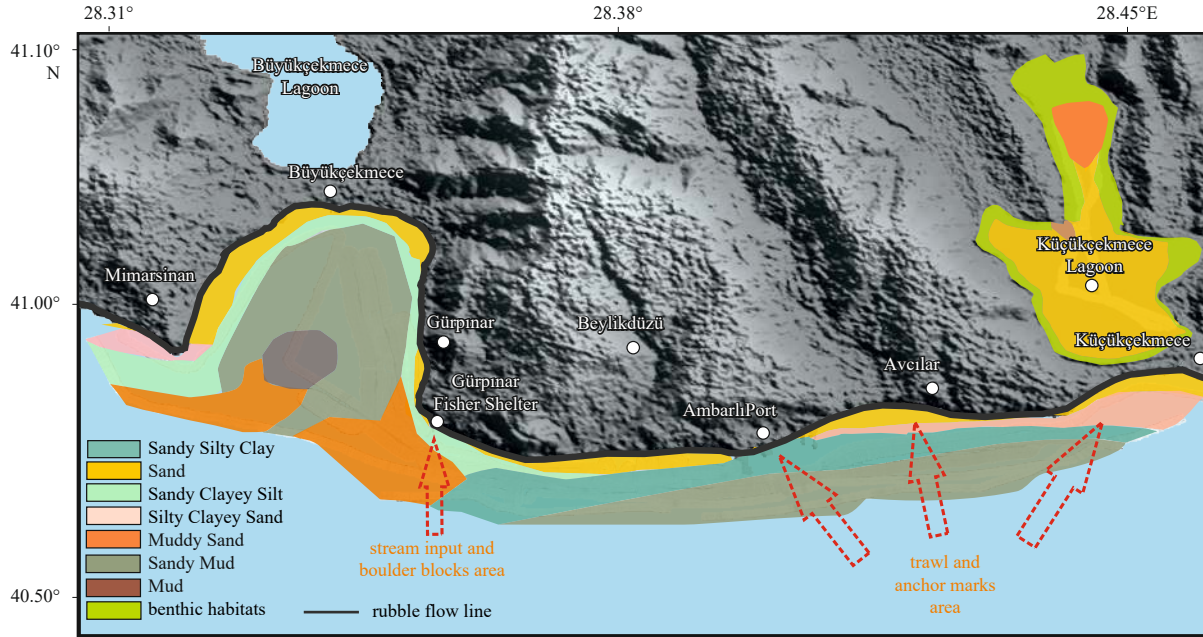 28.31°
28.38°
28.45°E
41.10°
N
Büyükçekmece
Lagoon
Büyükçekmece
Küçükçekmece
Lagoon
Mimarsinan
41.00°
Gürpınar
Beylikdüzü
Küçükçekmece
Avcılar
Gürpınar
Fisher Shelter
AmbarlıPort
Sandy Silty Clay
Sand
Sandy Clayey Silt
Silty Clayey Sand
Muddy Sand
Sandy Mud
Mud
benthic habitats
rubble flow line
stream input and
boulder blocks area
trawl and
anchor marks
area
40.50°